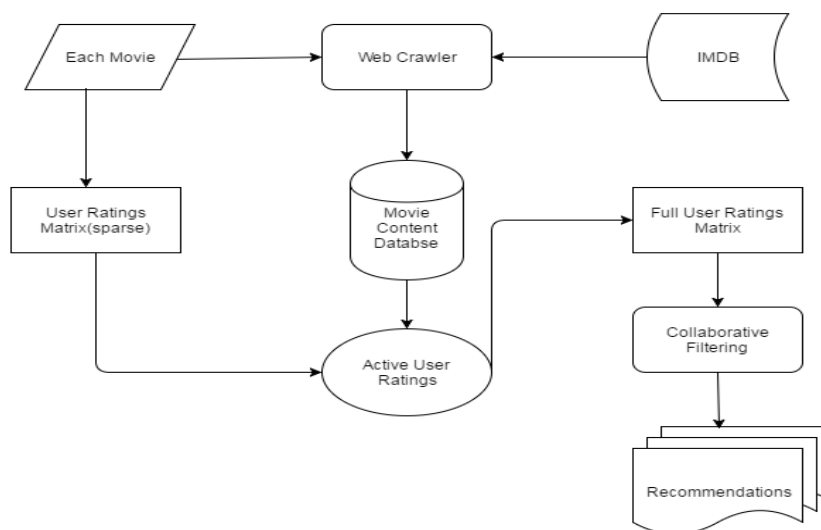 Each Movie
Web Crawler
IMDB
User Ratings
Matrix(sparse)
Movie
Content
Databse
Full User Ratings
Matrix
Active User
Ratings
Collaborative
Filtering
Recommendations